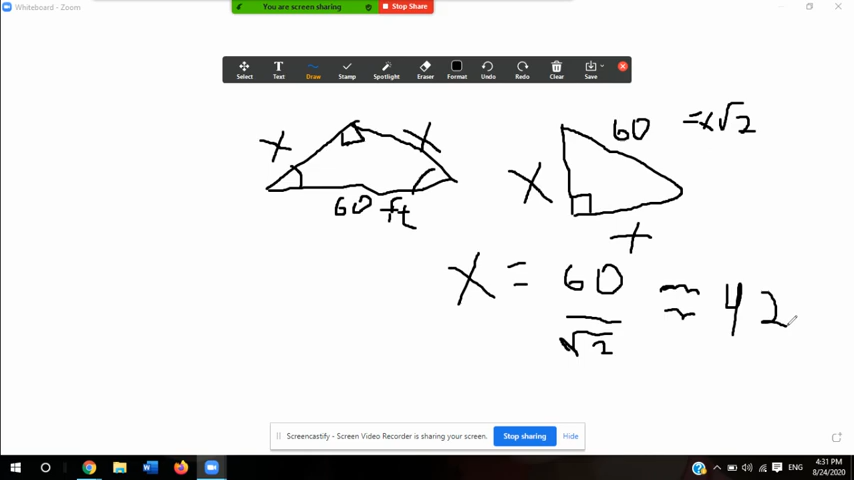 Whiteboard - Zoom
You are screen sharing
Stop Share
Select Text Draw Stamp Spotlight Eraser Format Undo Redo Clear Save
X X
60 ft
60 = x√2
X
X
X = 60/√2 ≈ 42
Screencastify - Screen Video Recorder is sharing your screen.
Stop sharing
Hide
ENG
4:31 PM
8/24/2020